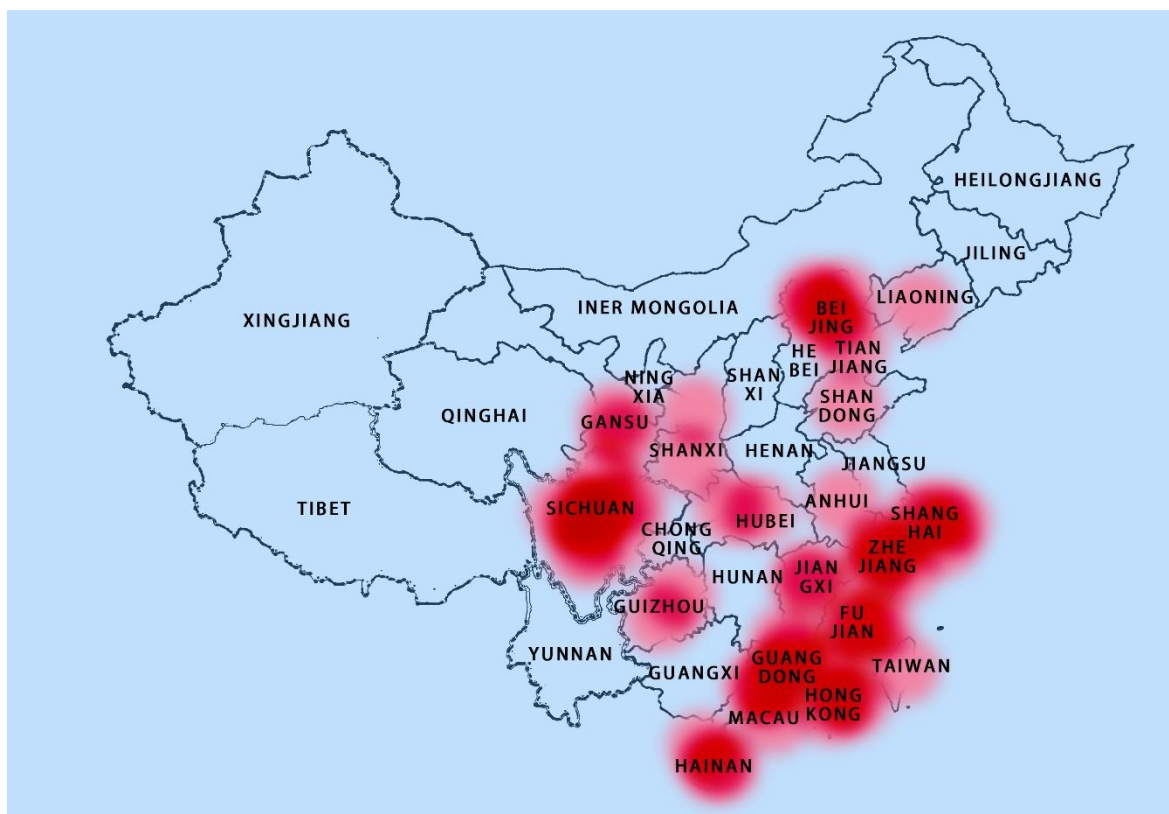 HEILONGJIANG
JILING
LIAONING
INER MONGOLIA
XINGJIANG
BEI
JING
TIAN
JIANG
HE
BEI
SHAN
XI
NING
XIA
SHAN
DONG
QINGHAI
GANSU
SHANXI
HENAN
JIANGSU
TIBET
SICHUAN
CHONG
QING
HUBEI
ANHUI
SHANG
HAI
ZHE
JIANG
HUNAN
JIAN
GXI
GUIZHOU
FU
JIAN
YUNNAN
GUANGXI
GUANG
DONG
TAIWAN
HONG
KONG
MACAU
HAINAN